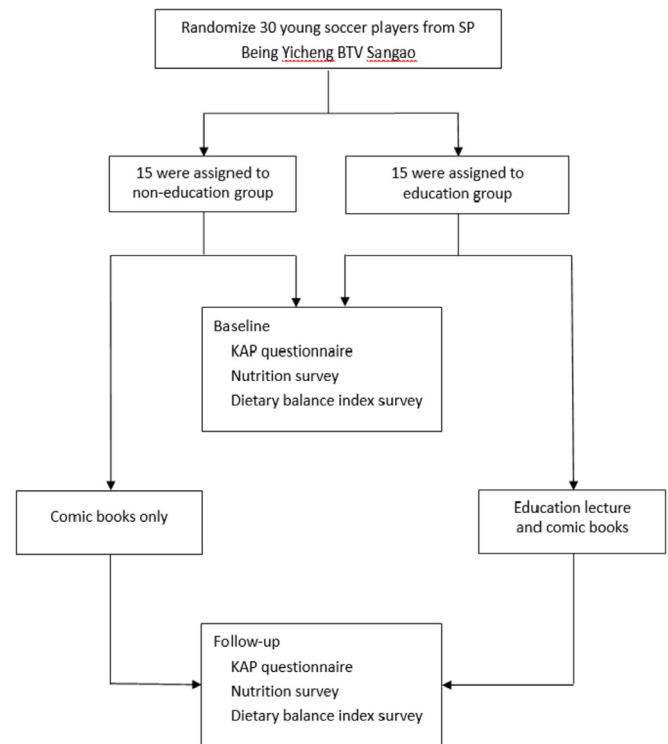 Randomize 30 young soccer players from SP
Being Yicheng BTV Sangao
15 were assigned to
non-education group
15 were assigned to
education group
Baseline
KAP questionnaire
Nutrition survey
Dietary balance index survey
Comic books only
Education lecture
and comic books
Follow-up
KAP questionnaire
Nutrition survey
Dietary balance index survey